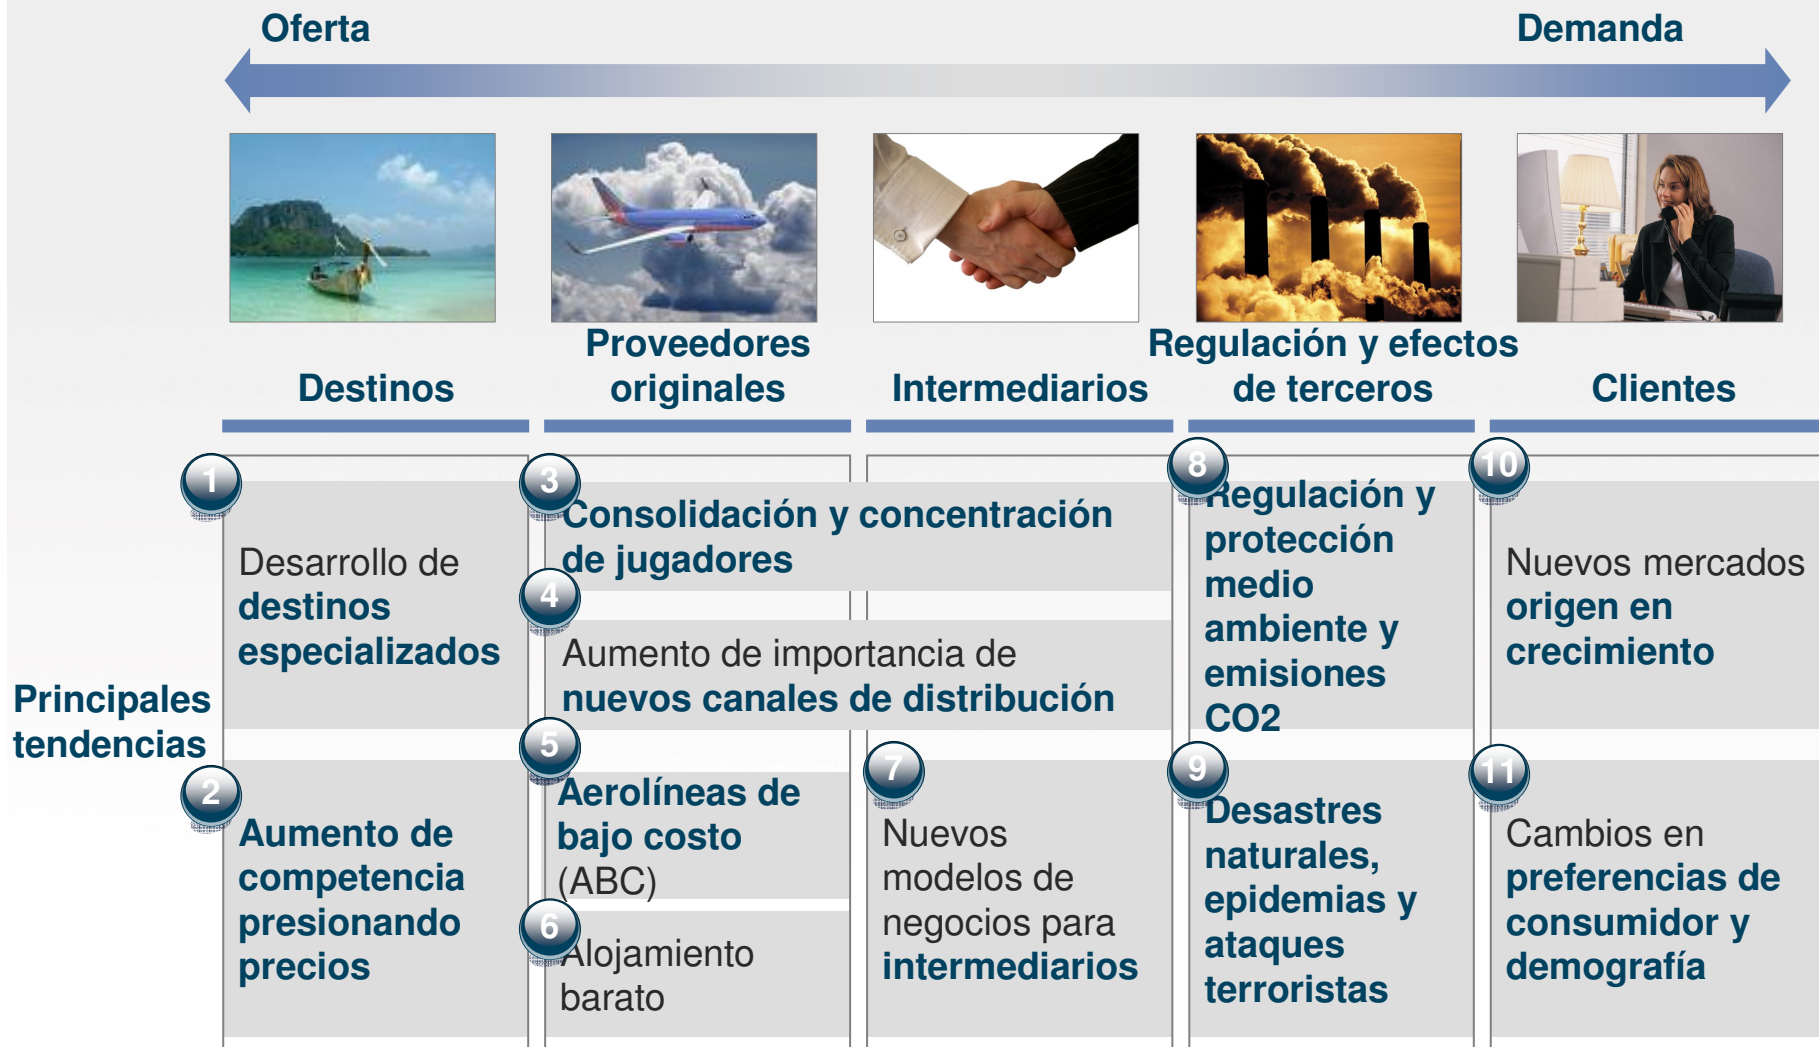 Oferta
Demanda
Destinos
Proveedores
originales
Intermediarios
Regulación y efectos
de terceros
Clientes
Principales
tendencias
1
Desarrollo de
destinos
especializados
2
Aumento de
competencia
presionando
precios
3
Consolidación y concentración
de jugadores
4
Aumento de importancia de
nuevos canales de distribución
5
Aerolíneas de
bajo costo
(ABC)
6
Alojamiento
barato
7
Nuevos
modelos de
negocios para
intermediarios
8
Regulación y
protección
medio
ambiente y
emisiones
CO2
9
Desastres
naturales,
epidemias y
ataques
terroristas
10
Nuevos mercados
origen en
crecimiento
11
Cambios en
preferencias de
consumidor y
demografía